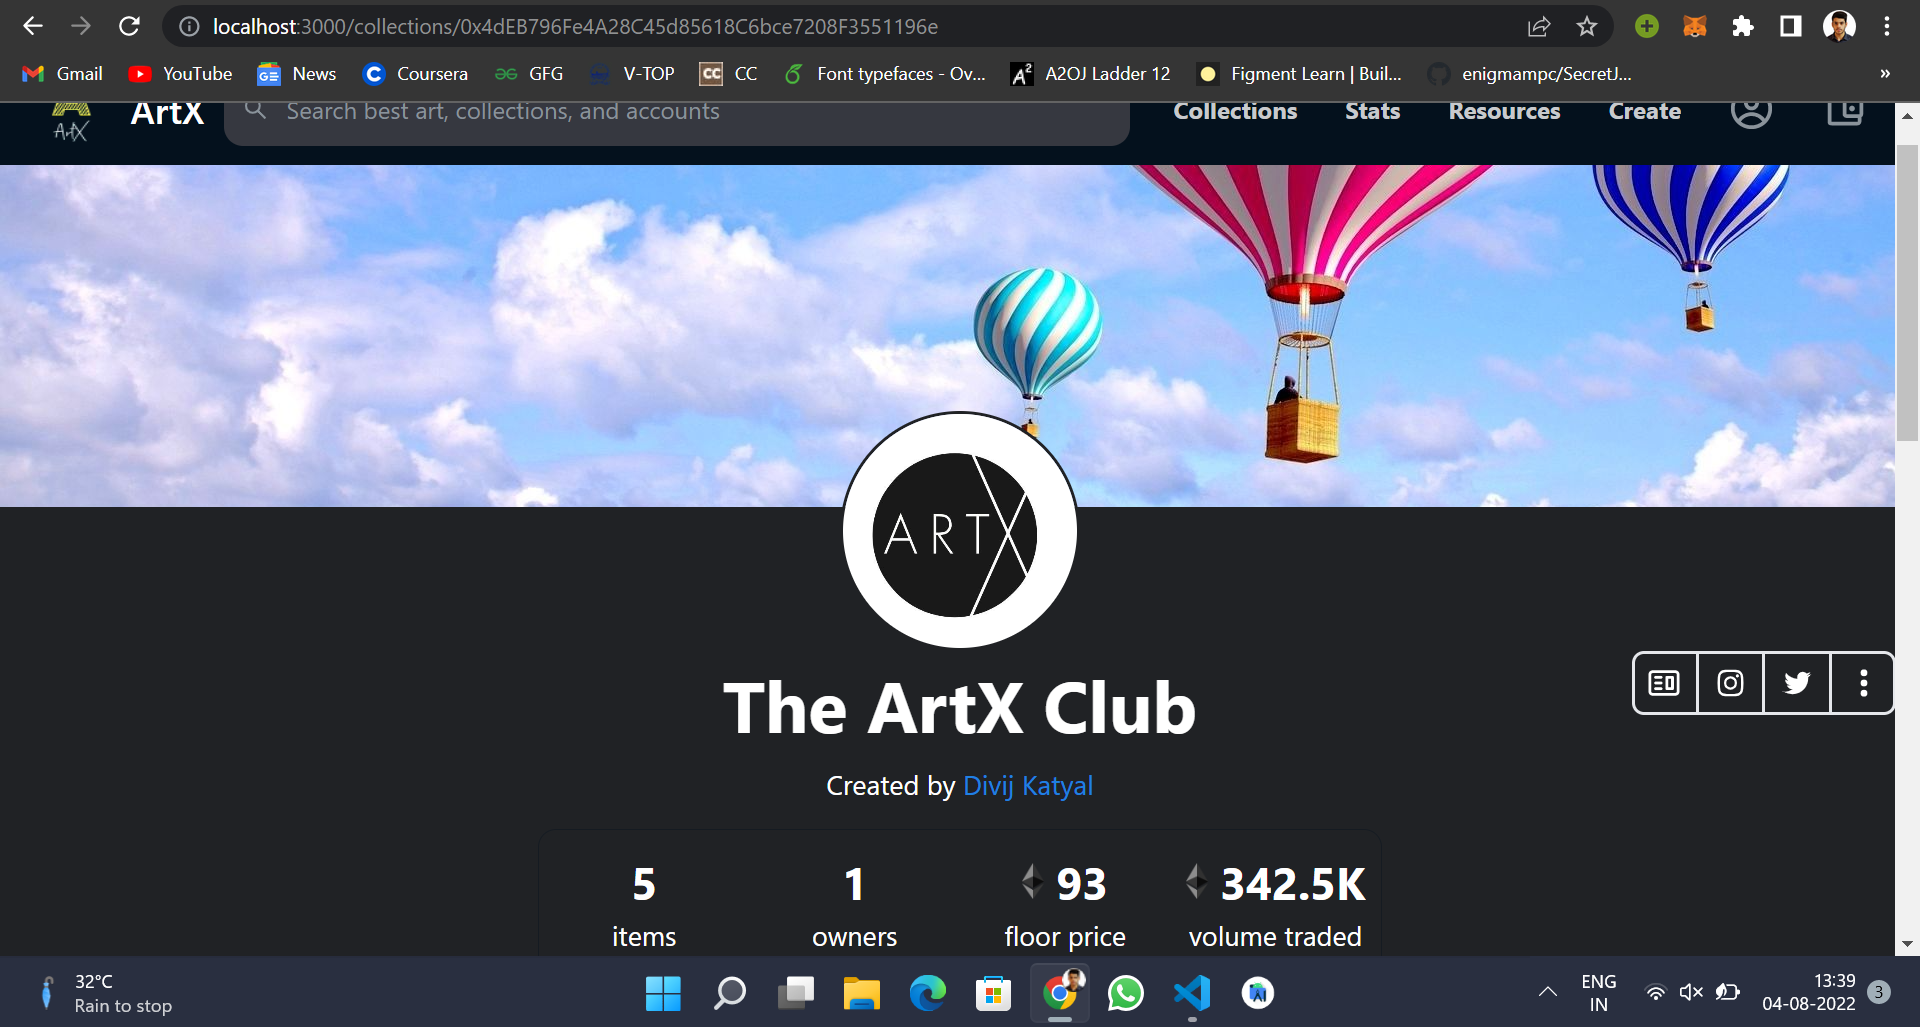 localhost:3000/collections/0x4dEB796Fe4A28C45d85618C6bce7208F3551196e
Gmail YouTube News Coursera GFG V-TOP CC CC Font typefaces - Ov... A2 A2OJ Ladder 12 Figment Learn | Buil... enigmampc/SecretJ... »
ArtX ArtX Search best art, collections, and accounts Collections Stats Resources Create
ARTX
The ArtX Club
Created by Divij Katyal
5 1 93 342.5K
items owners floor price volume traded
32°C
Rain to stop
ENG
IN
13:39
04-08-2022
3